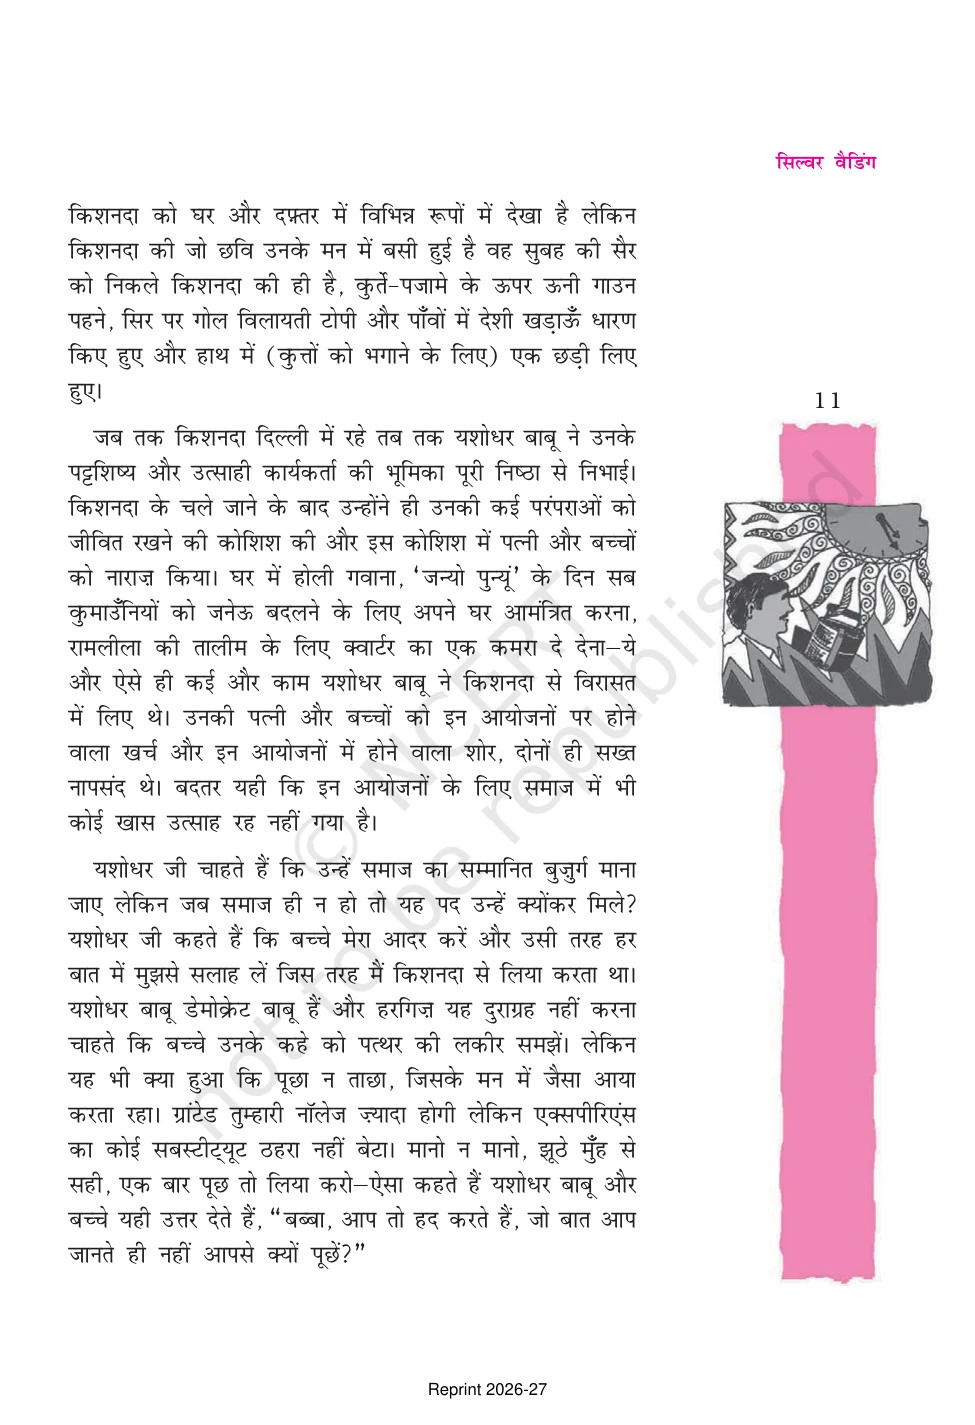 सिल्वर वैडिंग
किशनदा को घर और दफ़्तर में विभिन्न रूपों में देखा है लेकिन
किशनदा की जो छवि उनके मन में बसी हुई है वह सुबह की सैर
को निकले किशनदा की ही है, कुर्ते-पजामे के ऊपर ऊनी गाउन
पहने, सिर पर गोल विलायती टोपी और पाँवों में देशी खड़ाऊँ धारण
किए हुए और हाथ में (कुत्तों को भगाने के लिए) एक छड़ी लिए
हुए।
11
जब तक किशनदा दिल्ली में रहे तब तक यशोधर बाबू ने उनके
पट्टशिष्य और उत्साही कार्यकर्ता की भूमिका पूरी निष्ठा से निभाई।
किशनदा के चले जाने के बाद उन्होंने ही उनकी कई परंपराओं को
जीवित रखने की कोशिश की और इस कोशिश में पत्नी और बच्चों
को नाराज़ किया। घर में होली गवाना, ‘जन्यो पुन्यूं’ के दिन सब
कुमाउँनियों को जनेऊ बदलने के लिए अपने घर आमंत्रित करना,
रामलीला की तालीम के लिए क्वार्टर का एक कमरा दे देना—ये
और ऐसे ही कई और काम यशोधर बाबू ने किशनदा से विरासत
में लिए थे। उनकी पत्नी और बच्चों को इन आयोजनों पर होने
वाला खर्च और इन आयोजनों में होने वाला शोर, दोनों ही सख्त
नापसंद थे। बदतर यही कि इन आयोजनों के लिए समाज में भी
कोई खास उत्साह रह नहीं गया है।
यशोधर जी चाहते हैं कि उन्हें समाज का सम्मानित बुज़ुर्ग माना
जाए लेकिन जब समाज ही न हो तो यह पद उन्हें क्योंकर मिले?
यशोधर जी कहते हैं कि बच्चे मेरा आदर करें और उसी तरह हर
बात में मुझसे सलाह लें जिस तरह मैं किशनदा से लिया करता था।
यशोधर बाबू डेमोक्रेट बाबू हैं और हरगिज़ यह दुराग्रह नहीं करना
चाहते कि बच्चे उनके कहे को पत्थर की लकीर समझें। लेकिन
यह भी क्या हुआ कि पूछा न ताछा, जिसके मन में जैसा आया
करता रहा। ग्रांटेड तुम्हारी नॉलेज ज़्यादा होगी लेकिन एक्सपीरिएंस
का कोई सबस्टीट्यूट ठहरा नहीं बेटा। मानो न मानो, झूठे मुँह से
सही, एक बार पूछ तो लिया करो—ऐसा कहते हैं यशोधर बाबू और
बच्चे यही उत्तर देते हैं, “बब्बा, आप तो हद करते हैं, जो बात आप
जानते ही नहीं आपसे क्यों पूछें?”
© NCERT
not to be republished
Reprint 2026-27